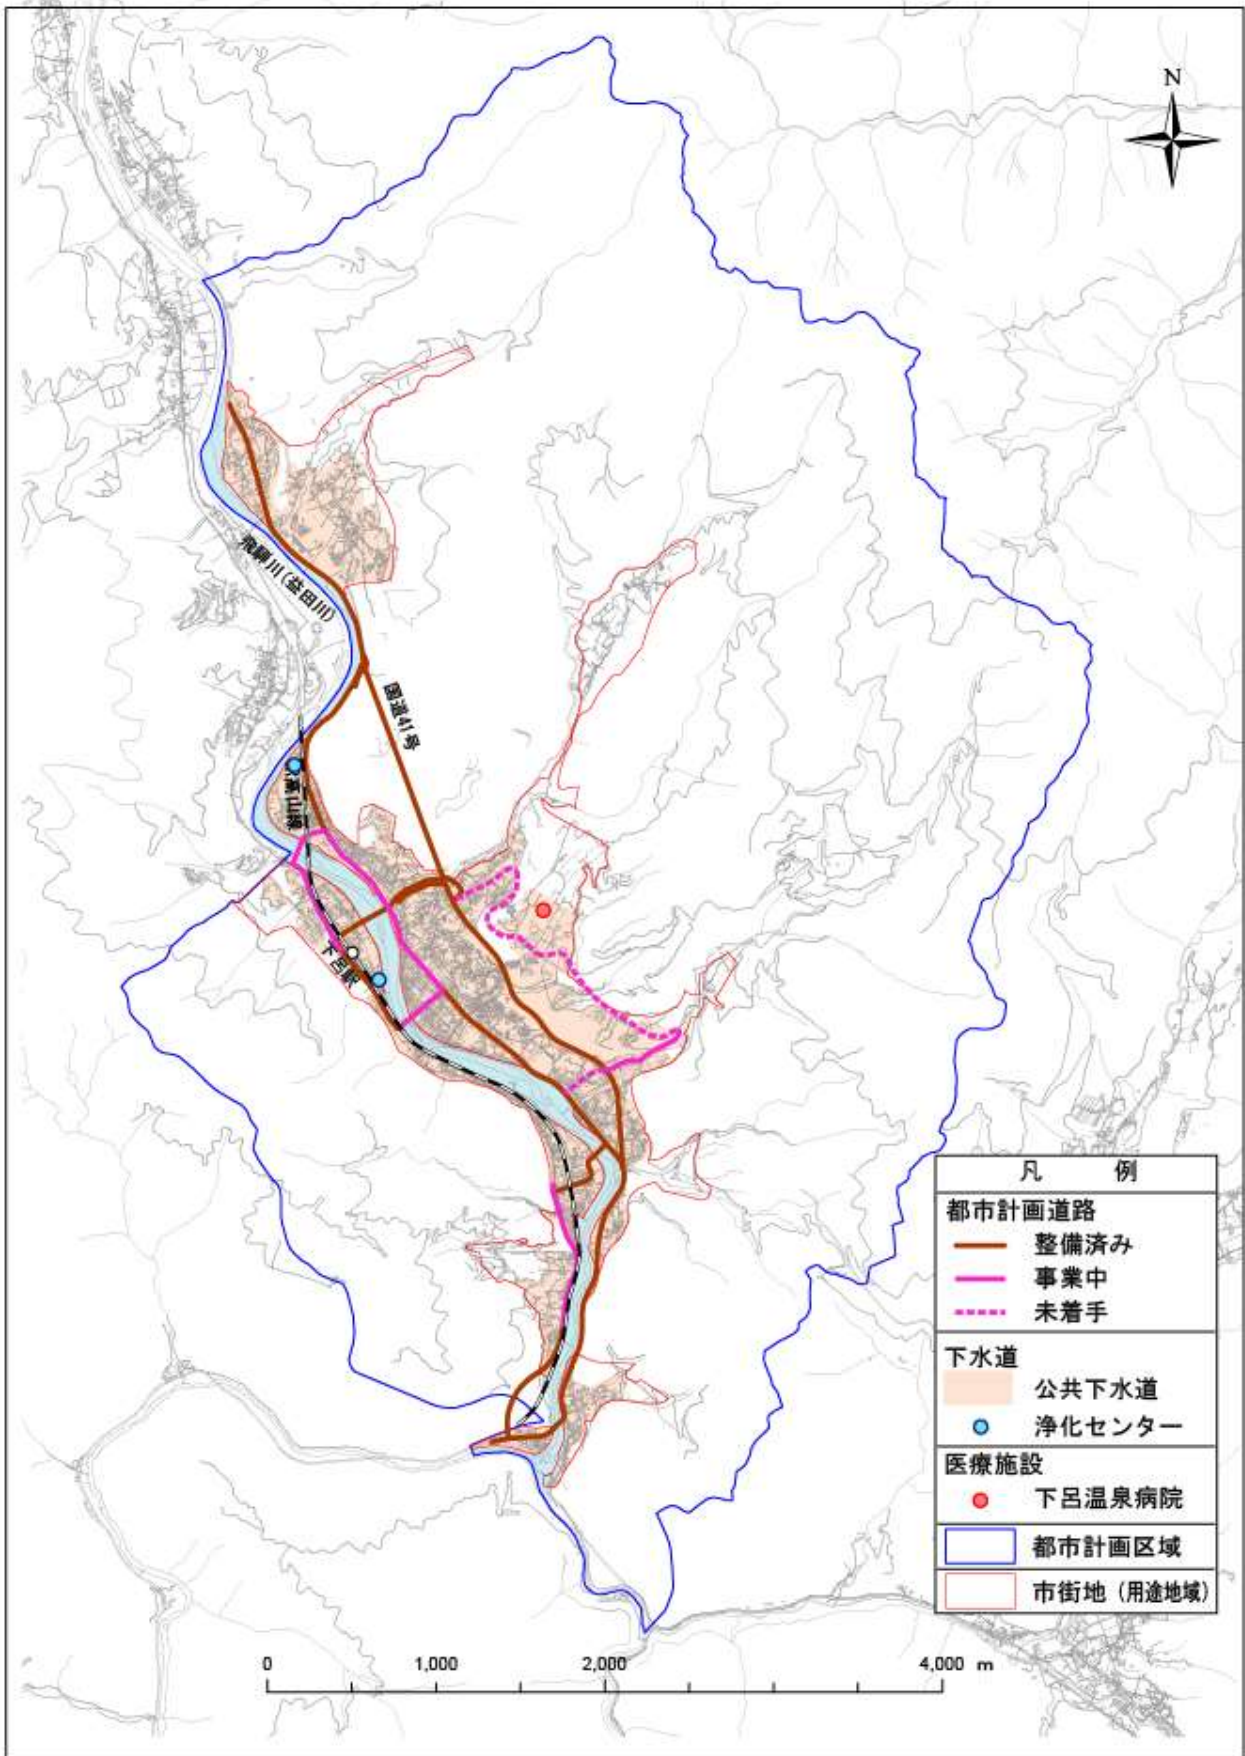 N
飛騨川（益田川）
国道41号
高山線
下呂駅
凡 例
都市計画道路
整備済み
事業中
未着手
下水道
公共下水道
浄化センター
医療施設
下呂温泉病院
都市計画区域
市街地（用途地域）
0 1,000 2,000 4,000 m